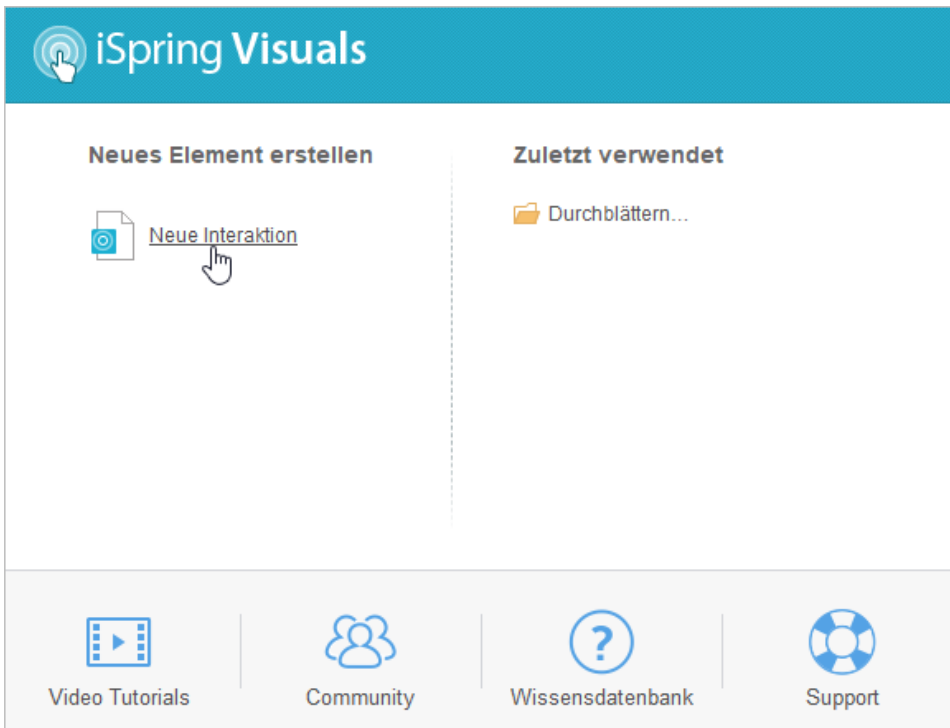 iSpring Visuals
Neues Element erstellen
Neue Interaktion
Zuletzt verwendet
Durchblättern...
Video Tutorials
Community
Wissensdatenbank
Support